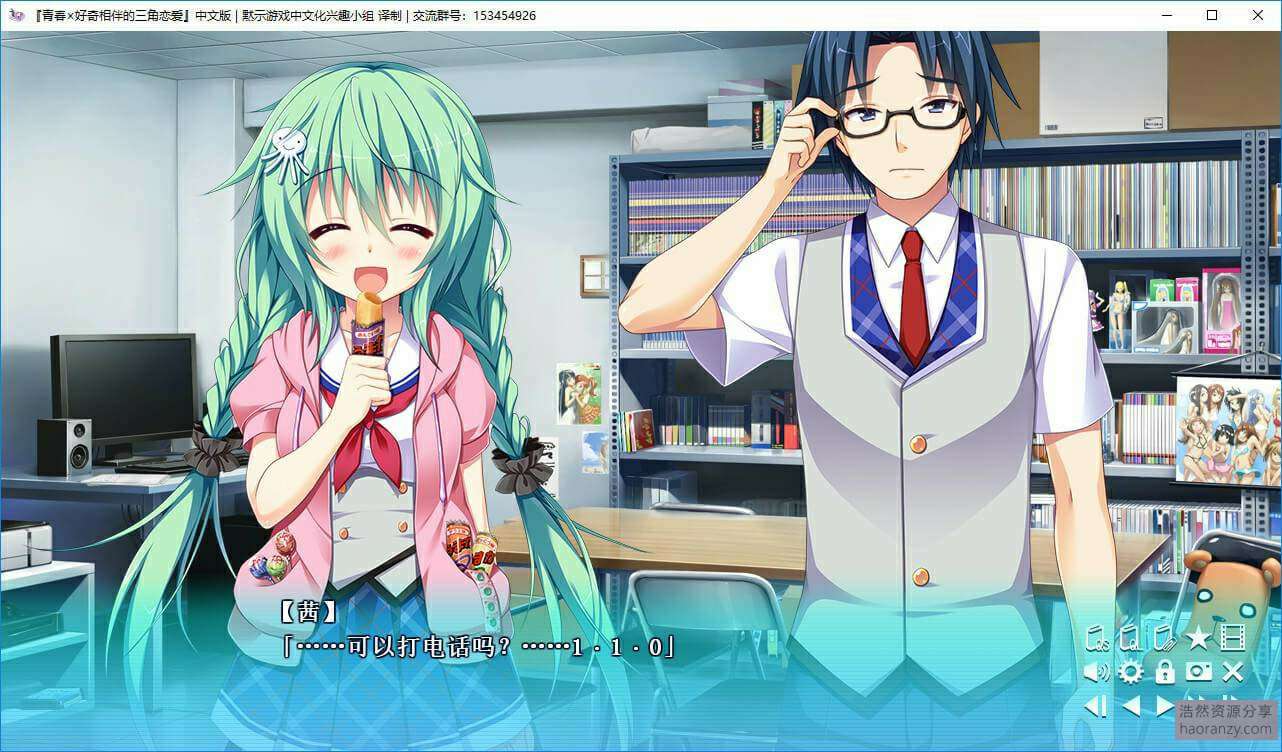 『青春×好奇相伴的三角恋爱』中文版 | 默示游戏中文化兴趣小组 译制 | 交流群号：153454926
【茜】
「……可以打电话吗？……1·1·0」
浩然资源分享
haoranzy.com